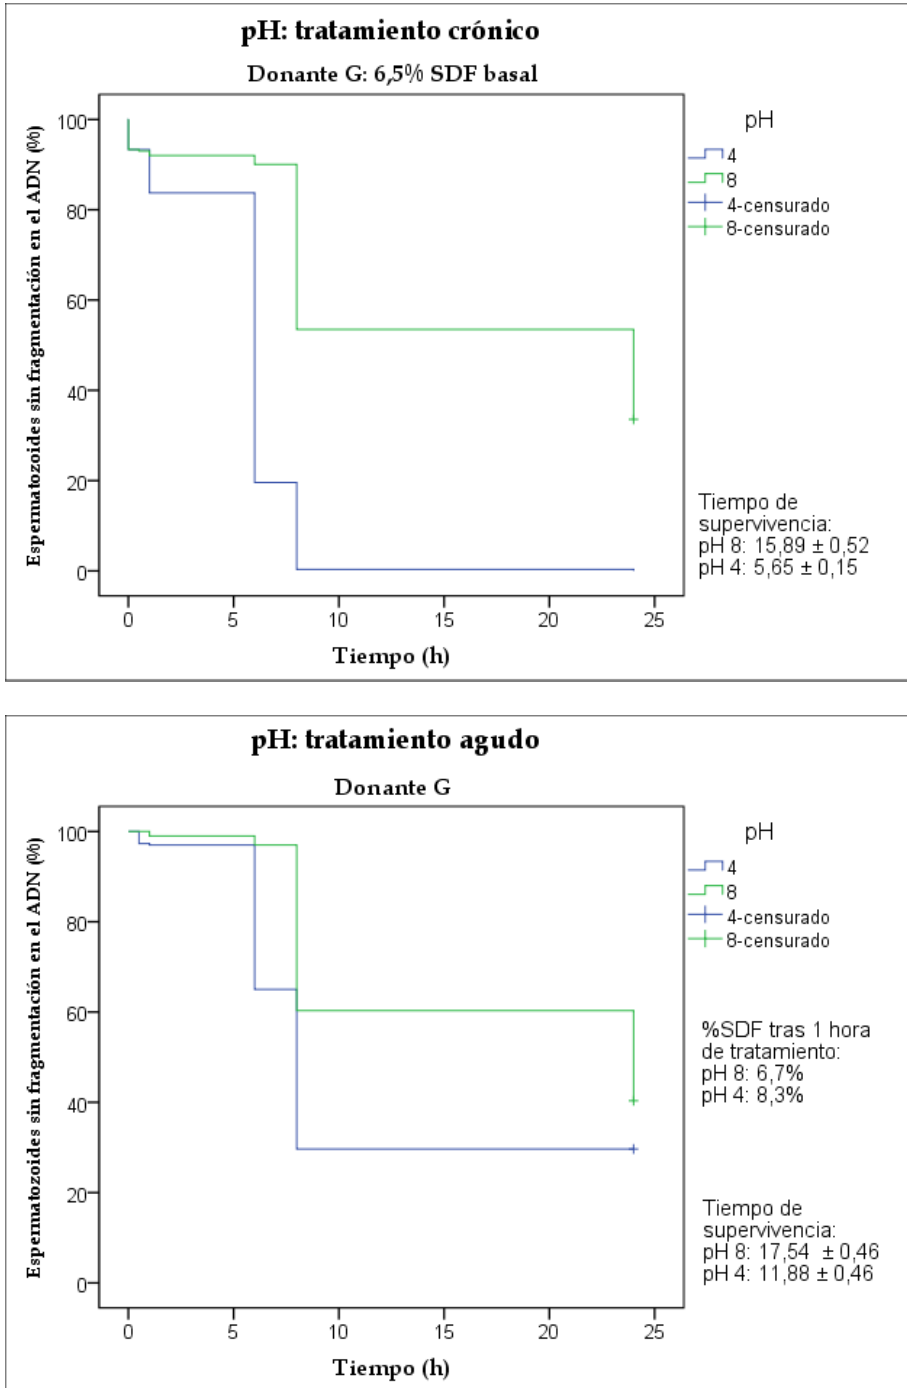 pH: tratamiento crónico
Donante G: 6,5% SDF basal
Espermatozoides sin fragmentación en el ADN (%)
100
80
60
40
20
0
0 5 10 15 20 25
Tiempo (h)
pH
4
8
4-censurado
8-censurado
Tiempo de
supervivencia:
pH 8: 15,89 ± 0,52
pH 4: 5,65 ± 0,15
pH: tratamiento agudo
Donante G
Espermatozoides sin fragmentación en el ADN (%)
100
80
60
40
20
0
0 5 10 15 20 25
Tiempo (h)
pH
4
8
4-censurado
8-censurado
%SDF tras 1 hora
de tratamiento:
pH 8: 6,7%
pH 4: 8,3%
Tiempo de
supervivencia:
pH 8: 17,54 ± 0,46
pH 4: 11,88 ± 0,46